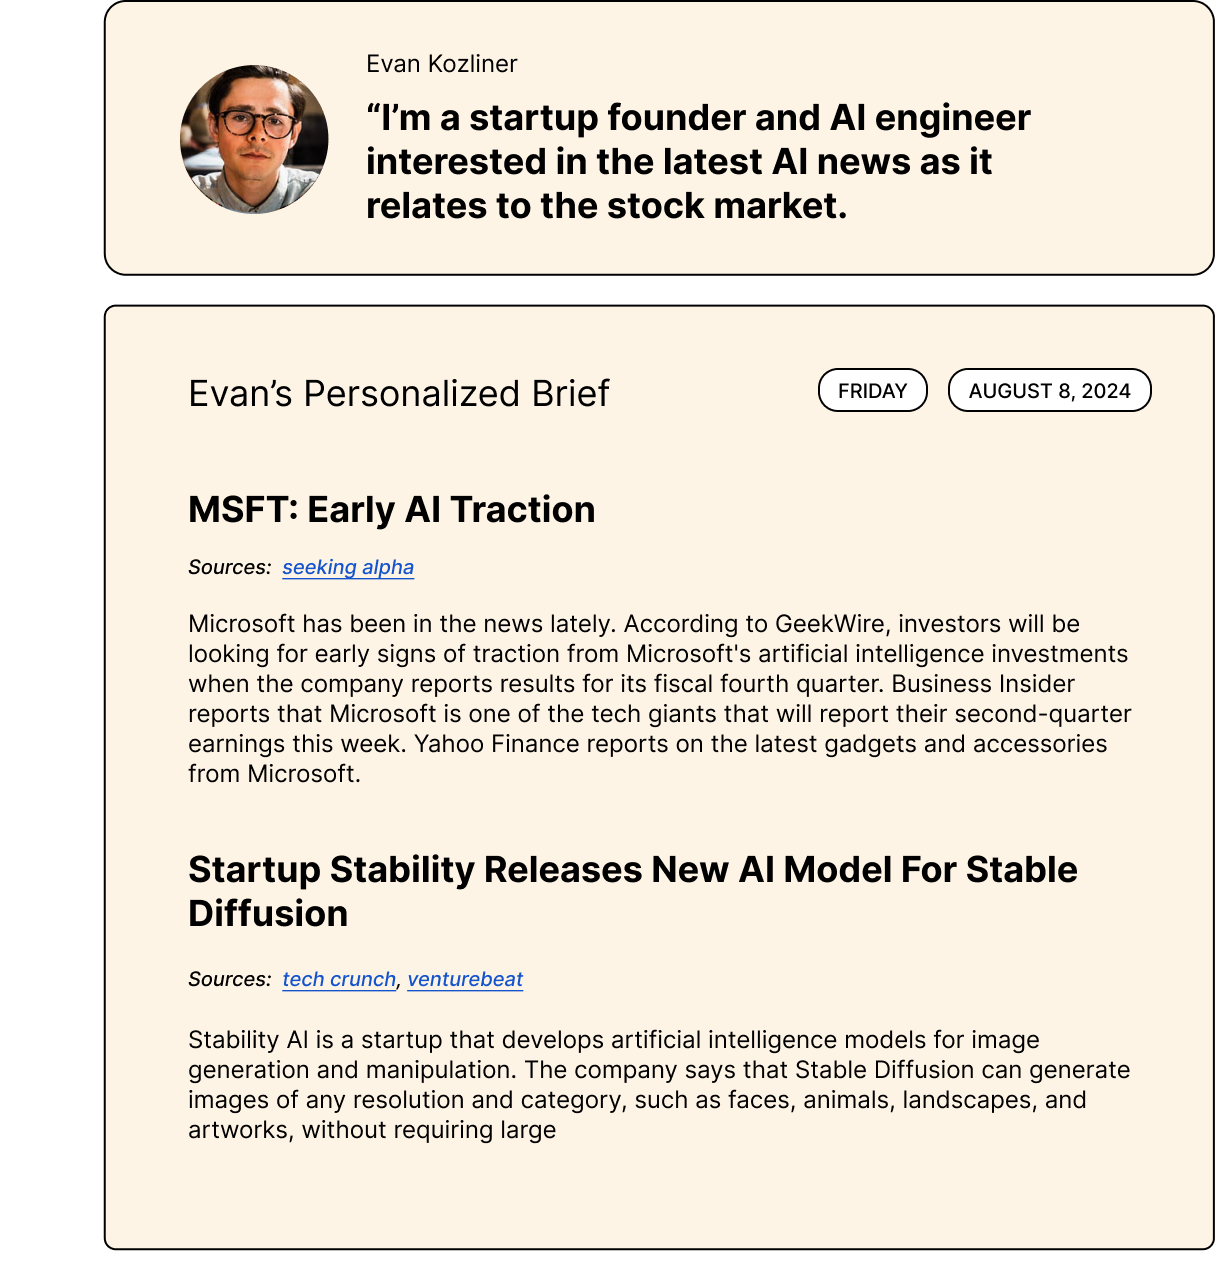 Evan Kozliner
“I’m a startup founder and AI engineer
interested in the latest AI news as it
relates to the stock market.
Evan’s Personalized Brief
FRIDAY
AUGUST 8, 2024
MSFT: Early AI Traction
Sources: seeking alpha
Microsoft has been in the news lately. According to GeekWire, investors will be
looking for early signs of traction from Microsoft's artificial intelligence investments
when the company reports results for its fiscal fourth quarter. Business Insider
reports that Microsoft is one of the tech giants that will report their second-quarter
earnings this week. Yahoo Finance reports on the latest gadgets and accessories
from Microsoft.
Startup Stability Releases New AI Model For Stable
Diffusion
Sources: tech crunch, venturebeat
Stability AI is a startup that develops artificial intelligence models for image
generation and manipulation. The company says that Stable Diffusion can generate
images of any resolution and category, such as faces, animals, landscapes, and
artworks, without requiring large